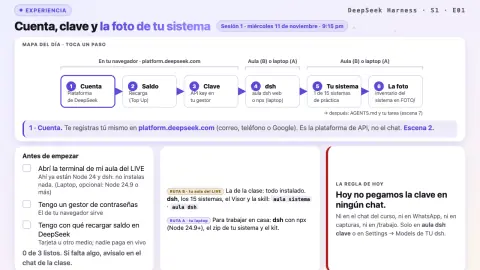 ✦ EXPERIENCIA
DeepSeek Harness · S1 · E01
Cuenta, clave y la foto de tu sistema
Sesión 1 · miércoles 11 de noviembre · 9:15 pm
MAPA DEL DÍA · TOCA UN PASO
En tu navegador · platform.deepseek.com
Aula (B) o laptop (A)
Aula (B) o laptop (A)
1 Cuenta
Plataforma
de DeepSeek
2 Saldo
Recarga
(Top Up)
3 Clave
API key en
tu gestor
4 dsh
aula dsh web
o npx (laptop)
5 Tu sistema
1 de 15 sistemas
de práctica
6 La foto
Inventario del
sistema es FOTO/
→ después: AGENTS.md y tu tarea (escena 7)
1 · Cuenta. Te registras tú mismo en platform.deepseek.com (correo, teléfono o Google). Es la plataforma de API, no el chat. Escena 2.
Antes de empezar
Abrí la terminal de mi aula del LIVE
Ahí ya están Node 24 y dsh: no instalas
nada. (Laptop, opcional: Node 24.9 o
más)
Tengo un gestor de contraseñas
El de tu navegador sirve
Tengo con qué recargar saldo en
DeepSeek
Tarjeta u otro medio; nadie paga en vivo
0 de 3 listos. Si falta algo, avísalo en el
chat de la clase.
RUTA B · tu aula del LIVE La de la clase: todo instalado.
dsh, los 15 sistemas, el Visor y la skill: aula sistema
· aula dsh
RUTA A · tu laptop Para trabajar en casa: dsh con npx
(Node 24.9+), el zip de tu sistema y el kit.
LA REGLA DE HOY
Hoy no pegamos la clave en
ningún chat.
Ni en el chat del curso, ni en WhatsApp, ni en
capturas, ni en /trabajo. Solo en aula dsh
clave o en Settings → Models de TU dsh.